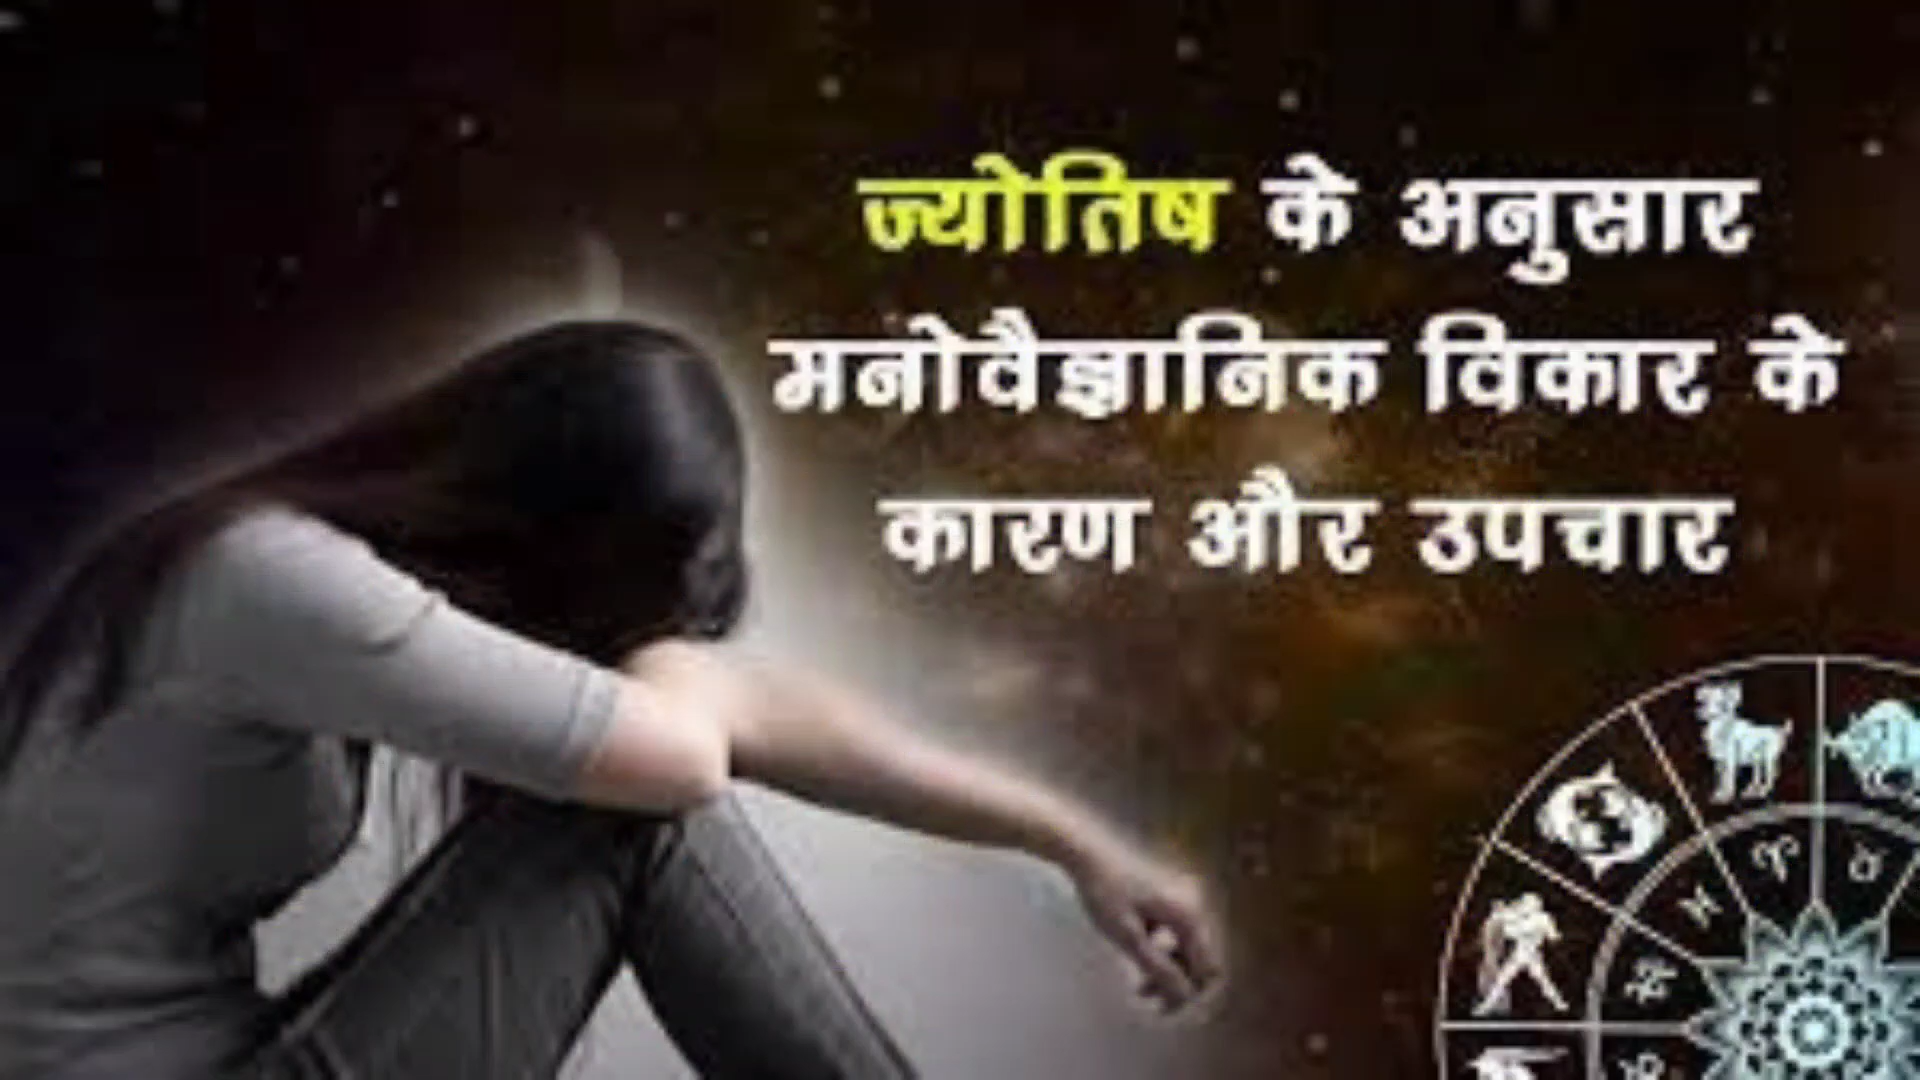 ज्योतिष के अनुसार
मनोवैज्ञानिक विकार के
कारण और उपचार